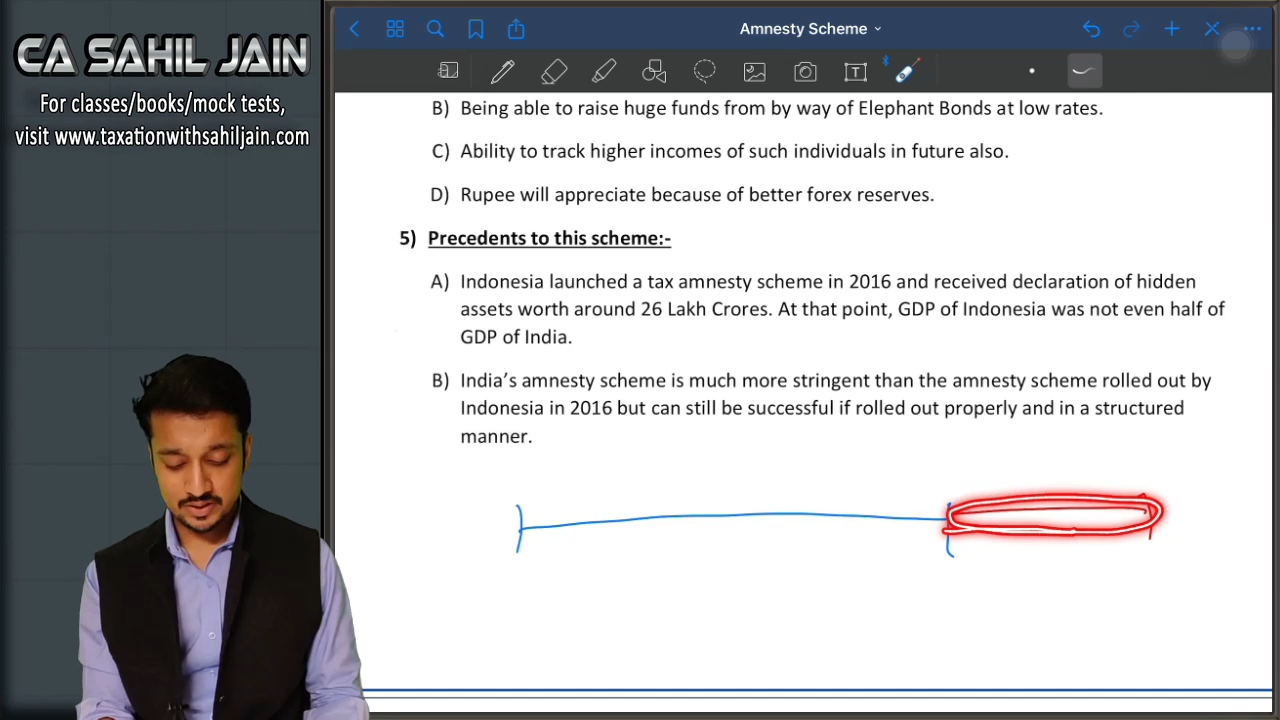 CA SAHIL JAIN
For classes/books/mock tests,
visit www.taxationwithsahiljain.com
Amnesty Scheme
T
B) Being able to raise huge funds from by way of Elephant Bonds at low rates.
C) Ability to track higher incomes of such individuals in future also.
D) Rupee will appreciate because of better forex reserves.
5) Precedents to this scheme:-
A) Indonesia launched a tax amnesty scheme in 2016 and received declaration of hidden
assets worth around 26 Lakh Crores. At that point, GDP of Indonesia was not even half of
GDP of India.
B) India’s amnesty scheme is much more stringent than the amnesty scheme rolled out by
Indonesia in 2016 but can still be successful if rolled out properly and in a structured
manner.